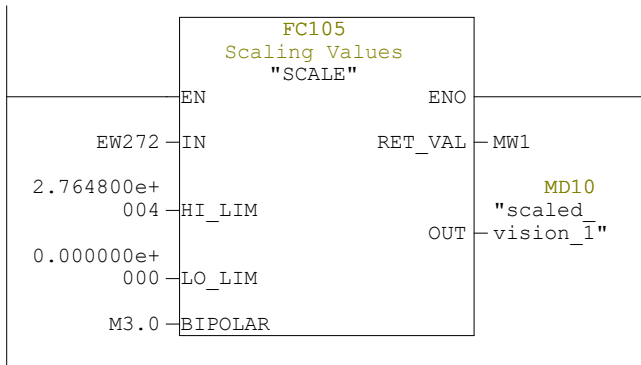 FC105
Scaling Values
"SCALE"
EN ENO
EW272 IN RET_VAL MW1
2.764800e+ MD10
004 HI_LIM "scaled_
OUT vision_1"
0.000000e+
000 LO_LIM
M3.0 BIPOLAR